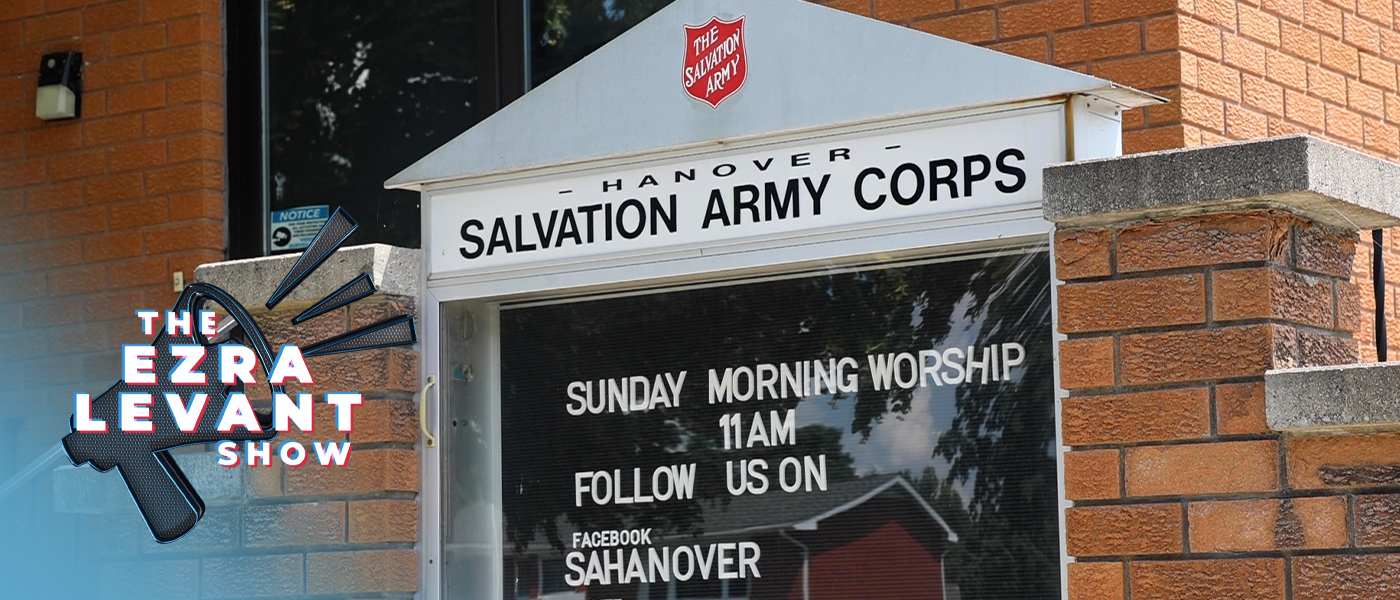 THE
SALVATION
ARMY
- HANOVER -
SALVATION ARMY CORPS
NOTICE
SUNDAY MORNING WORSHIP
11AM
FOLLOW US ON
FACEBOOK
SAHANOVER
THE
EZRA
LEVANT
SHOW